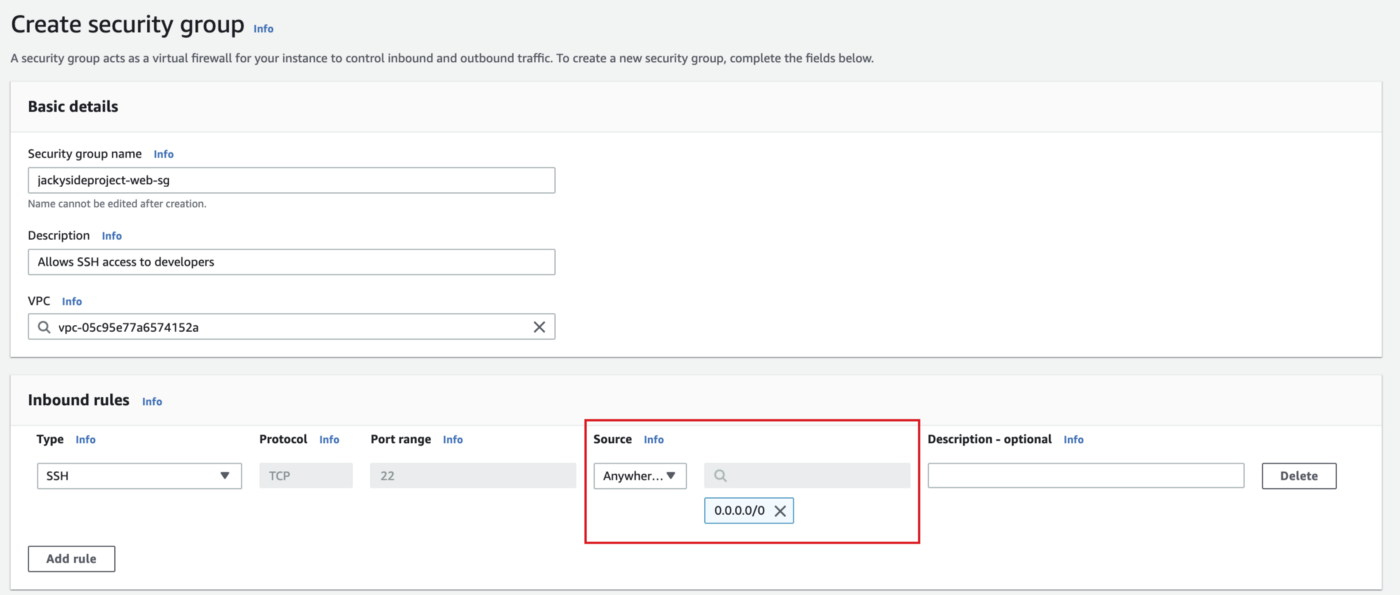 Create security group Info
A security group acts as a virtual firewall for your instance to control inbound and outbound traffic. To create a new security group, complete the fields below.
Basic details
Security group name Info
jackysideproject-web-sg
Name cannot be edited after creation.
Description Info
Allows SSH access to developers
VPC Info
vpc-05c95e77a6574152a
Inbound rules Info
Type Info Protocol Info Port range Info Source Info Description - optional Info
SSH TCP 22 Anywher... Delete
0.0.0.0/0
Add rule